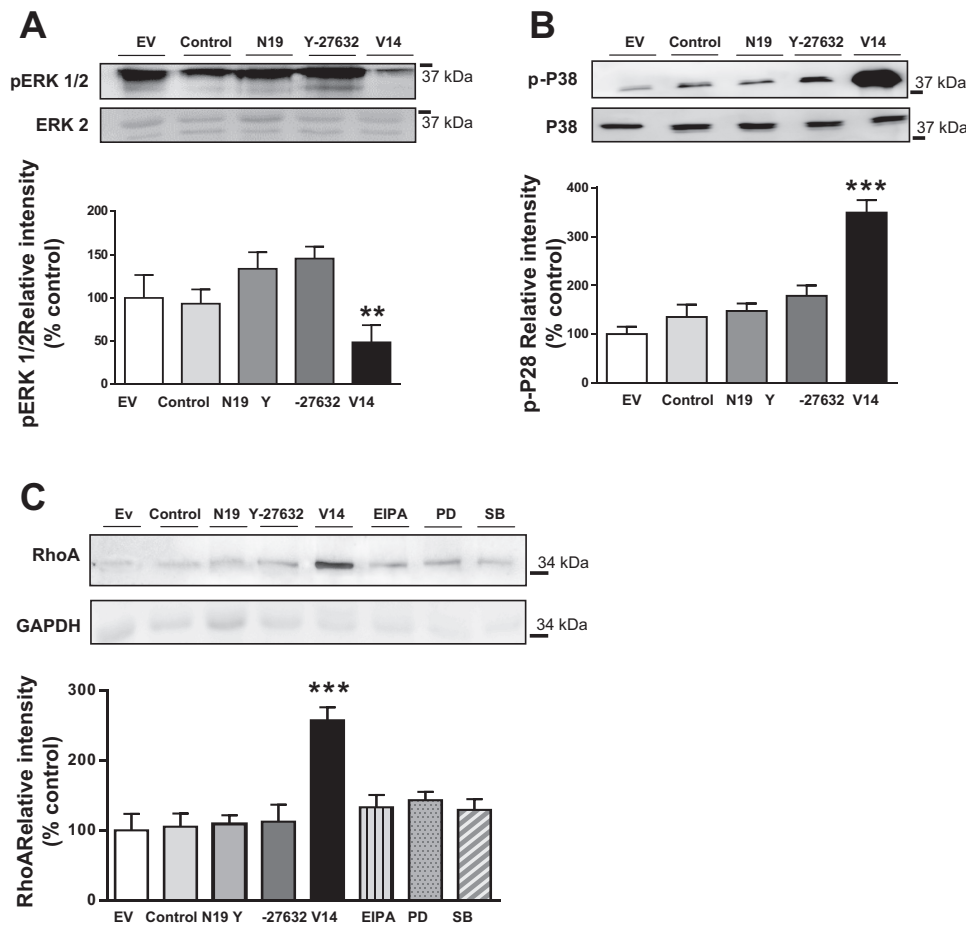 A
EV Control N19 Y-27632 V14
pERK 1/2
37 kDa
ERK 2
37 kDa
pERK 1/2Relative intensity
(% control)
200
150
100
50
0
**
EV Control N19 Y -27632 V14
B
EV Control N19 Y-27632 V14
p-P38
37 kDa
P38
37 kDa
p-P28 Relative intensity
(% control)
400
300
200
100
0
***
EV Control N19 Y -27632 V14
C
Ev Control N19 Y-27632 V14 EIPA PD SB
RhoA
34 kDa
GAPDH
34 kDa
RhoARelative intensity
(% control)
300
200
100
0
***
EV Control N19 Y -27632 V14 EIPA PD SB